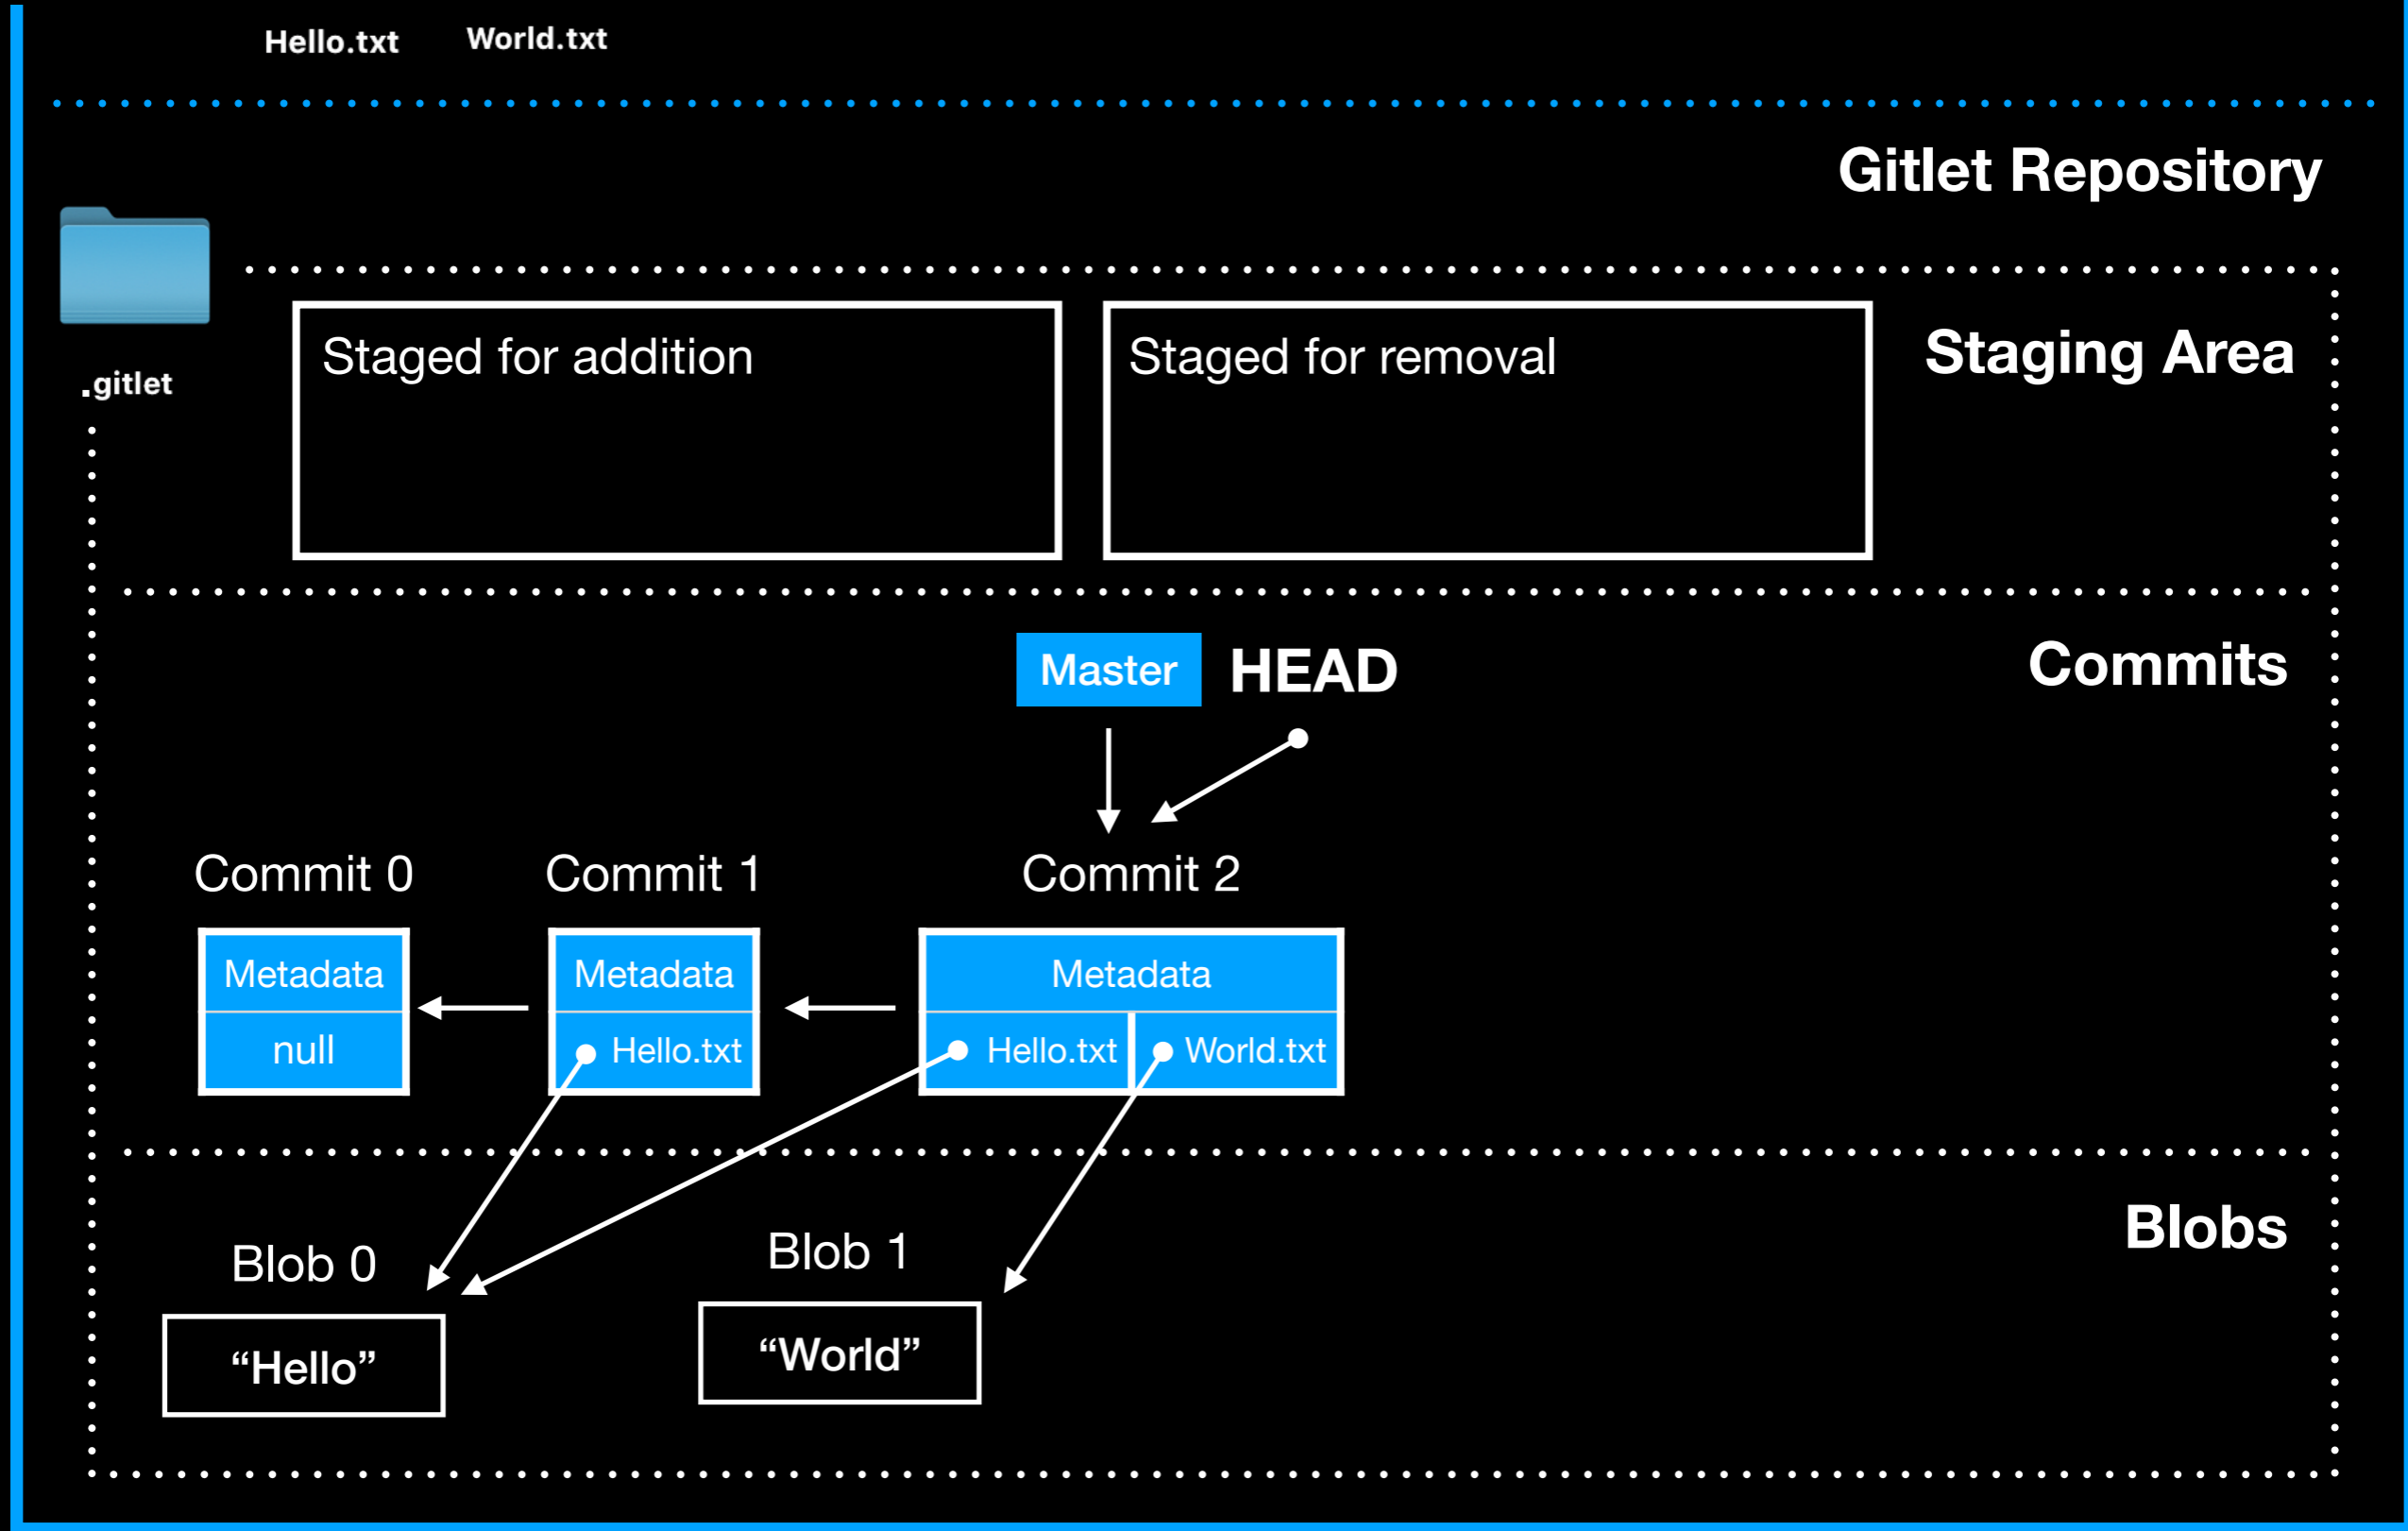 Hello.txt World.txt
Gitlet Repository
.gitlet
Staged for addition
Staged for removal
Staging Area
Master HEAD
Commits
Commit 0
Commit 1
Commit 2
Metadata
null
Metadata
Hello.txt
Metadata
Hello.txt
World.txt
Blobs
Blob 0
Blob 1
“Hello”
“World”